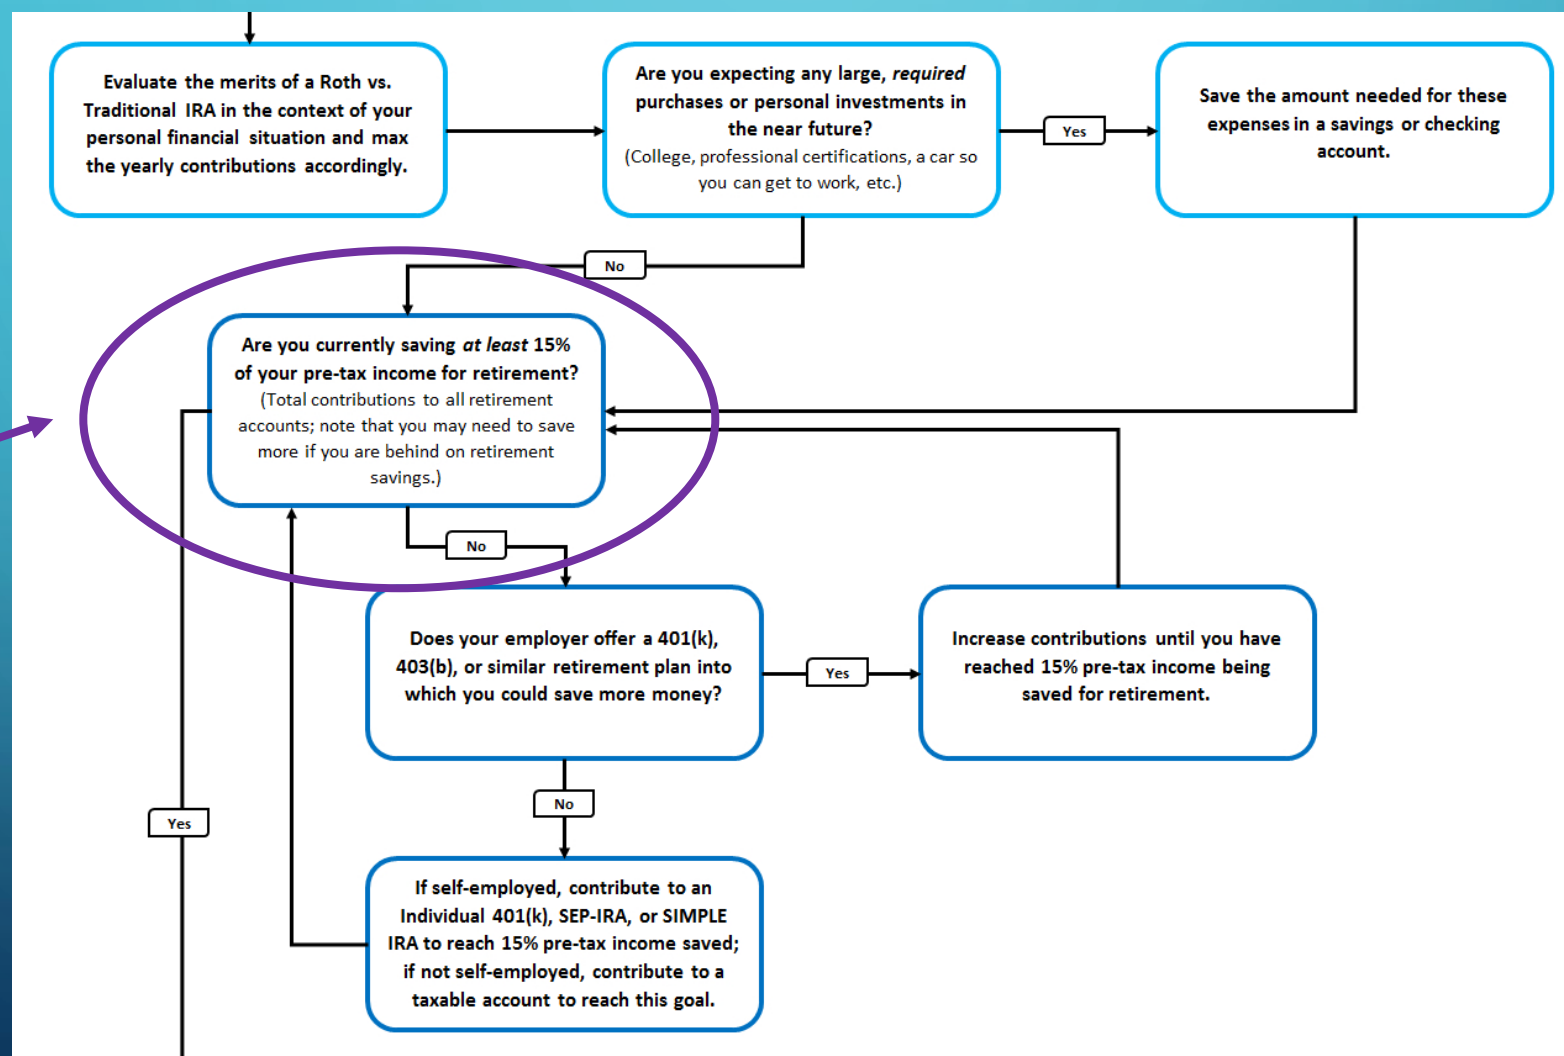 Evaluate the merits of a Roth vs.
Traditional IRA in the context of your
personal financial situation and max
the yearly contributions accordingly.
Are you expecting any large, required
purchases or personal investments in
the near future?
(College, professional certifications, a car so
you can get to work, etc.)
Yes
Save the amount needed for these
expenses in a savings or checking
account.
No
Are you currently saving at least 15%
of your pre-tax income for retirement?
(Total contributions to all retirement
accounts; note that you may need to save
more if you are behind on retirement
savings.)
No
Does your employer offer a 401(k),
403(b), or similar retirement plan into
which you could save more money?
Yes
Increase contributions until you have
reached 15% pre-tax income being
saved for retirement.
No
Yes
If self-employed, contribute to an
Individual 401(k), SEP-IRA, or SIMPLE
IRA to reach 15% pre-tax income saved;
if not self-employed, contribute to a
taxable account to reach this goal.